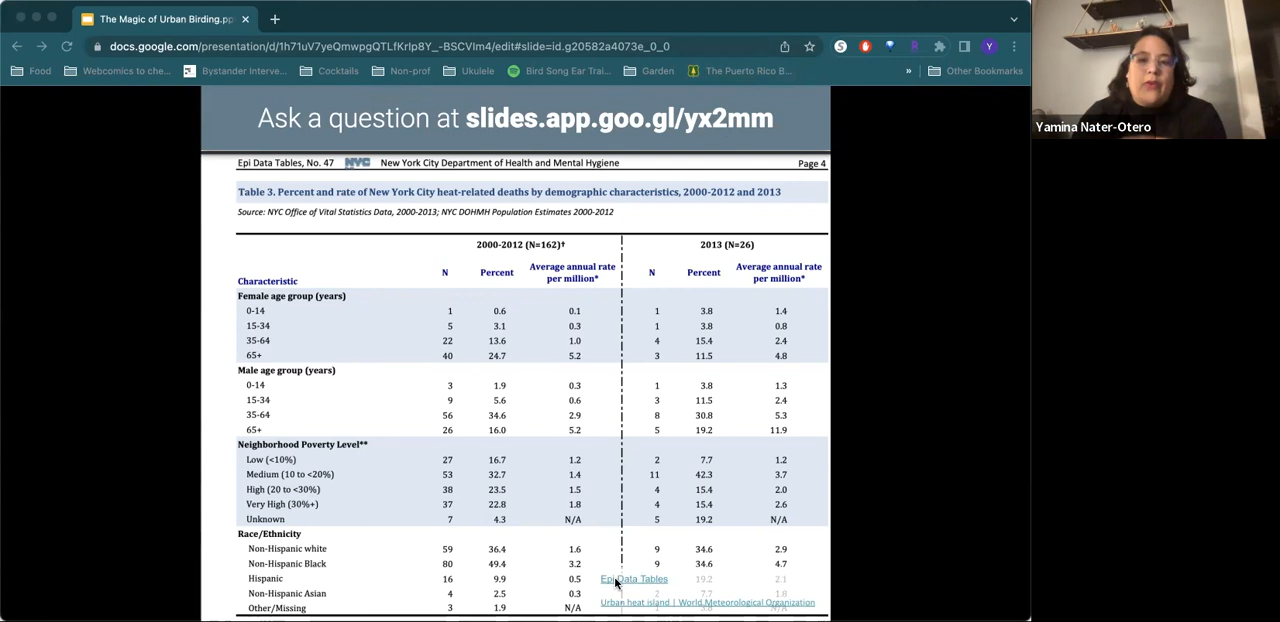 The Magic of Urban Birding.pp
docs.google.com/presentation/d/1h71uV7yeQmwpgQTLfKrIp8Y_-BSCVIm4/edit#slide=id.g20582a4073e_0_0
Food Webcomics to che... Bystander Interve... Cocktails Non-prof Ukulele Bird Song Ear Trai... Garden The Puerto Rico B... » Other Bookmarks
Yamina Nater-Otero
Ask a question at slides.app.goo.gl/yx2mm
Epi Data Tables, No. 47 NYC New York City Department of Health and Mental Hygiene Page 4
Table 3. Percent and rate of New York City heat-related deaths by demographic characteristics, 2000-2012 and 2013
Source: NYC Office of Vital Statistics Data, 2000-2013; NYC DOHMH Population Estimates 2000-2012
2000-2012 (N=162)† 2013 (N=26)
Characteristic N Percent Average annual rate per million* N Percent Average annual rate per million*
Female age group (years)
0-14 1 0.6 0.1 1 3.8 1.4
15-34 5 3.1 0.3 1 3.8 0.8
35-64 22 13.6 1.0 4 15.4 2.4
65+ 40 24.7 5.2 3 11.5 4.8
Male age group (years)
0-14 3 1.9 0.3 1 3.8 1.3
15-34 9 5.6 0.6 3 11.5 2.4
35-64 56 34.6 2.9 8 30.8 5.3
65+ 26 16.0 5.2 5 19.2 11.9
Neighborhood Poverty Level**
Low (<10%) 27 16.7 1.2 2 7.7 1.2
Medium (10 to <20%) 53 32.7 1.4 11 42.3 3.7
High (20 to <30%) 38 23.5 1.5 4 15.4 2.0
Very High (30%+) 37 22.8 1.8 4 15.4 2.6
Unknown 7 4.3 N/A 5 19.2 N/A
Race/Ethnicity
Non-Hispanic white 59 36.4 1.6 9 34.6 2.9
Non-Hispanic Black 80 49.4 3.2 9 34.6 4.7
Hispanic 16 9.9 0.5 Epi Data Tables 19.2 2.1
Non-Hispanic Asian 4 2.5 0.3 2 7.7 1.8
Other/Missing 3 1.9 N/A
Urban heat island | World Meteorological Organization